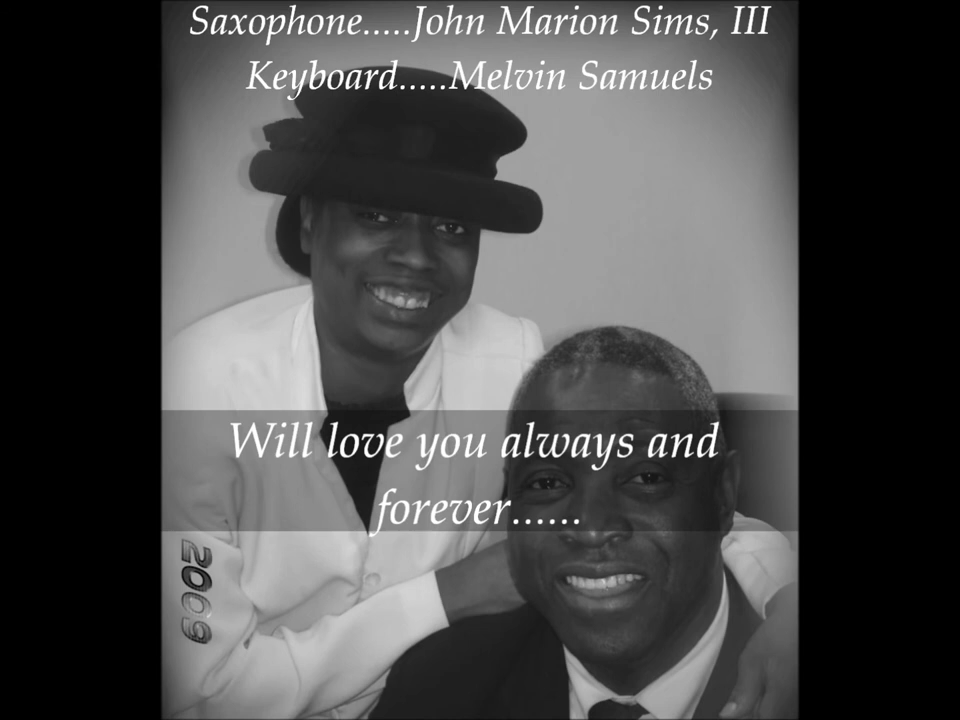 Saxophone.....John Marion Sims, III
Keyboard.....Melvin Samuels
Will love you always and
forever......
2009